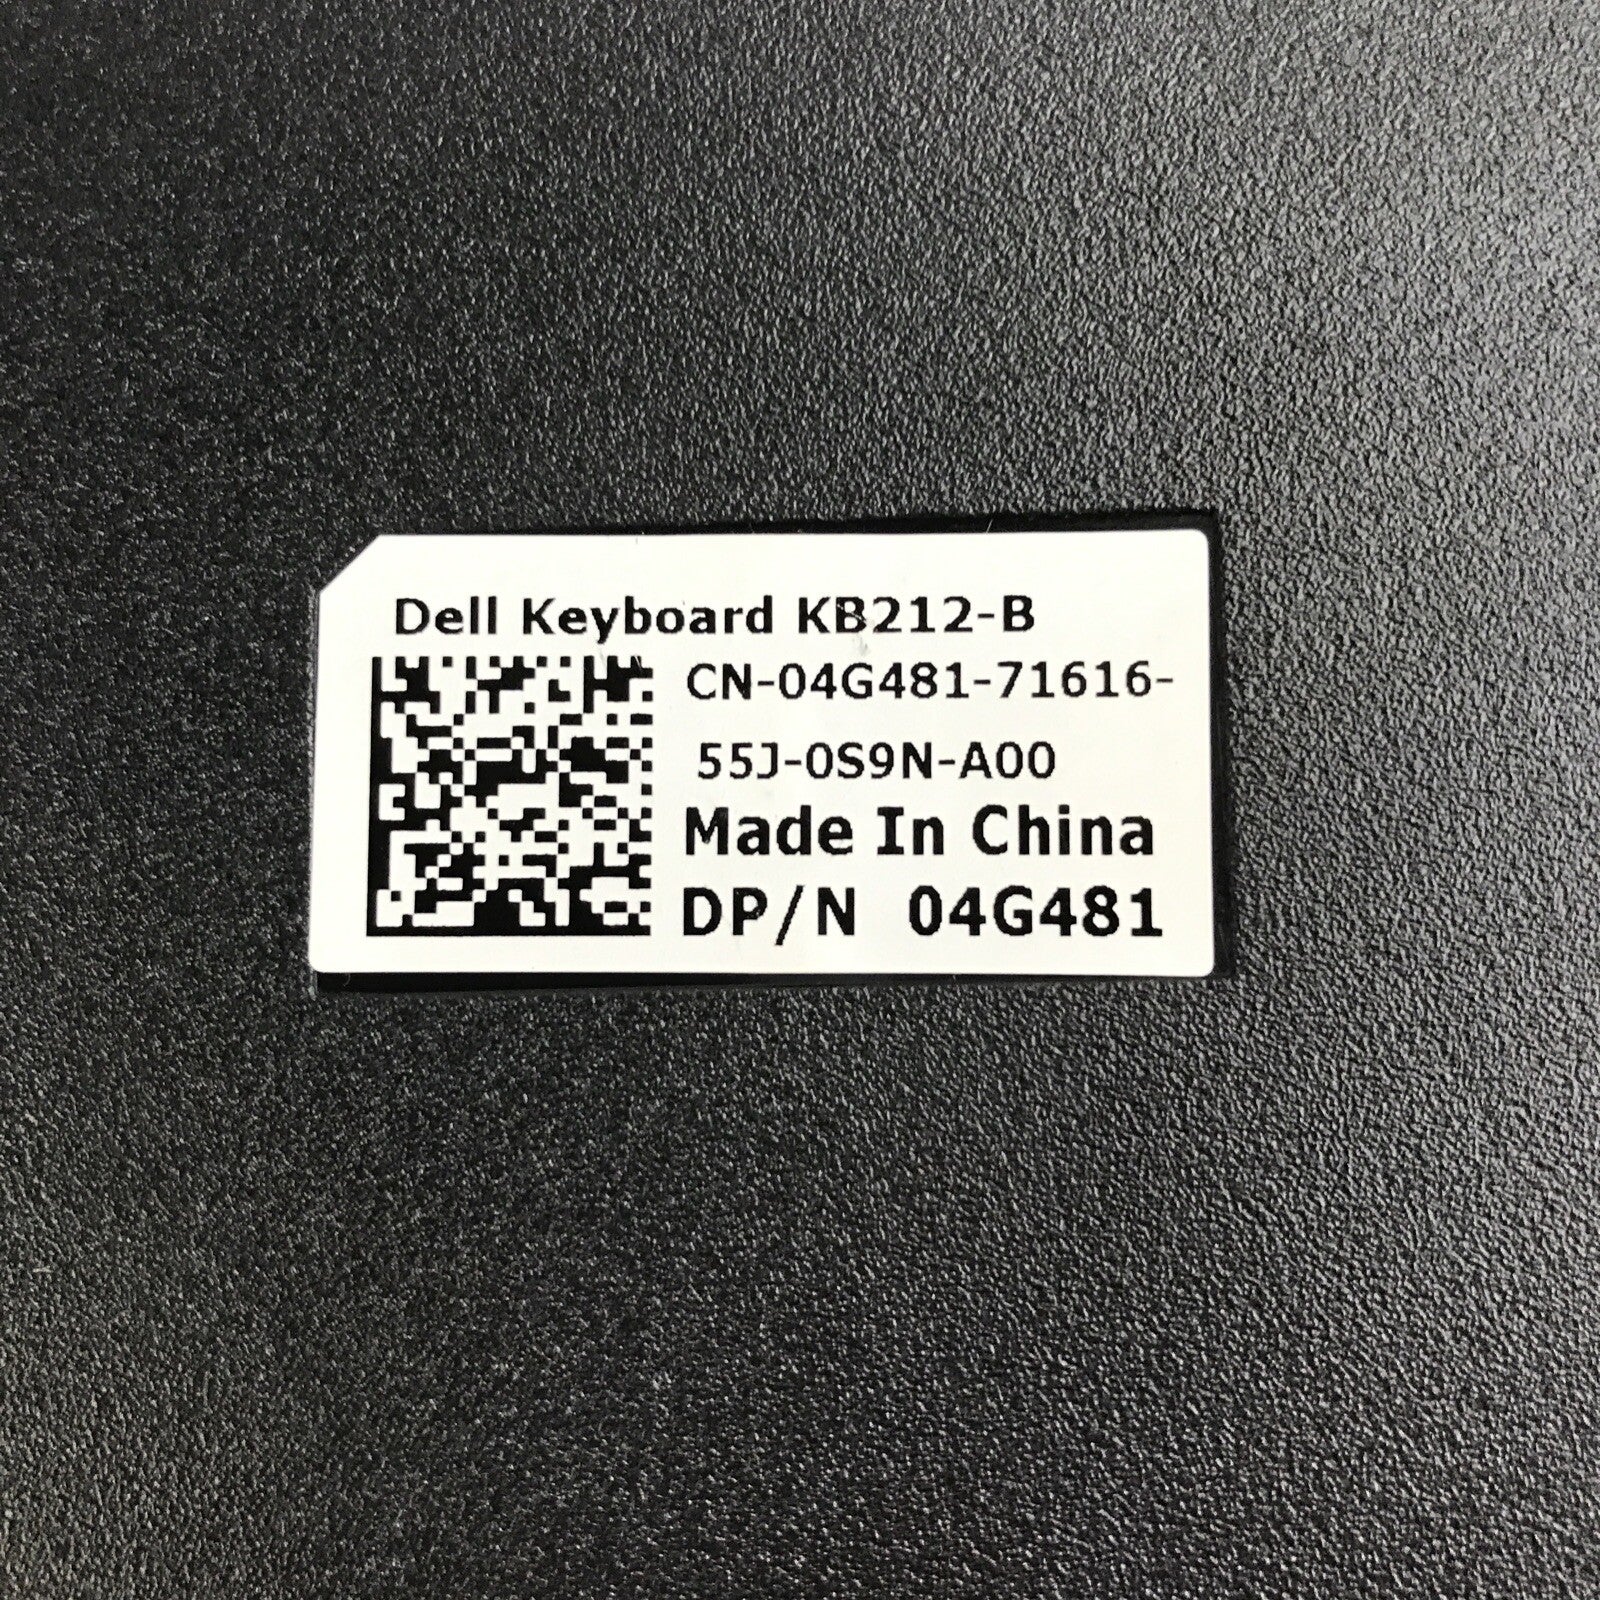 Dell Keyboard KB212-B
CN-04G481-71616-
55J-0S9N-A00
Made In China
DP/N 04G481